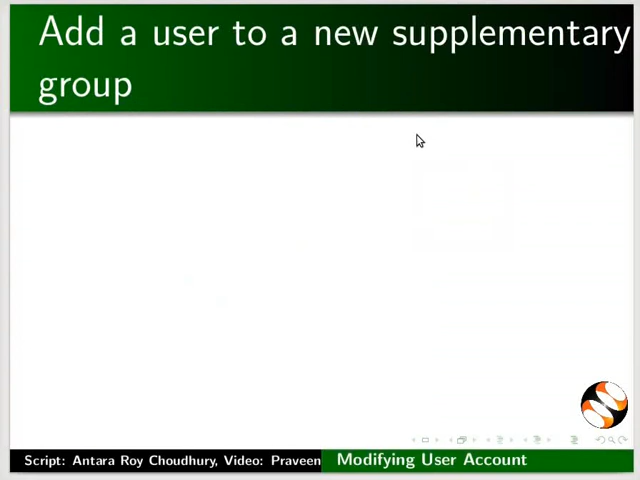 Add a user to a new supplementary
group
Script: Antara Roy Choudhury, Video: Praveen
Modifying User Account